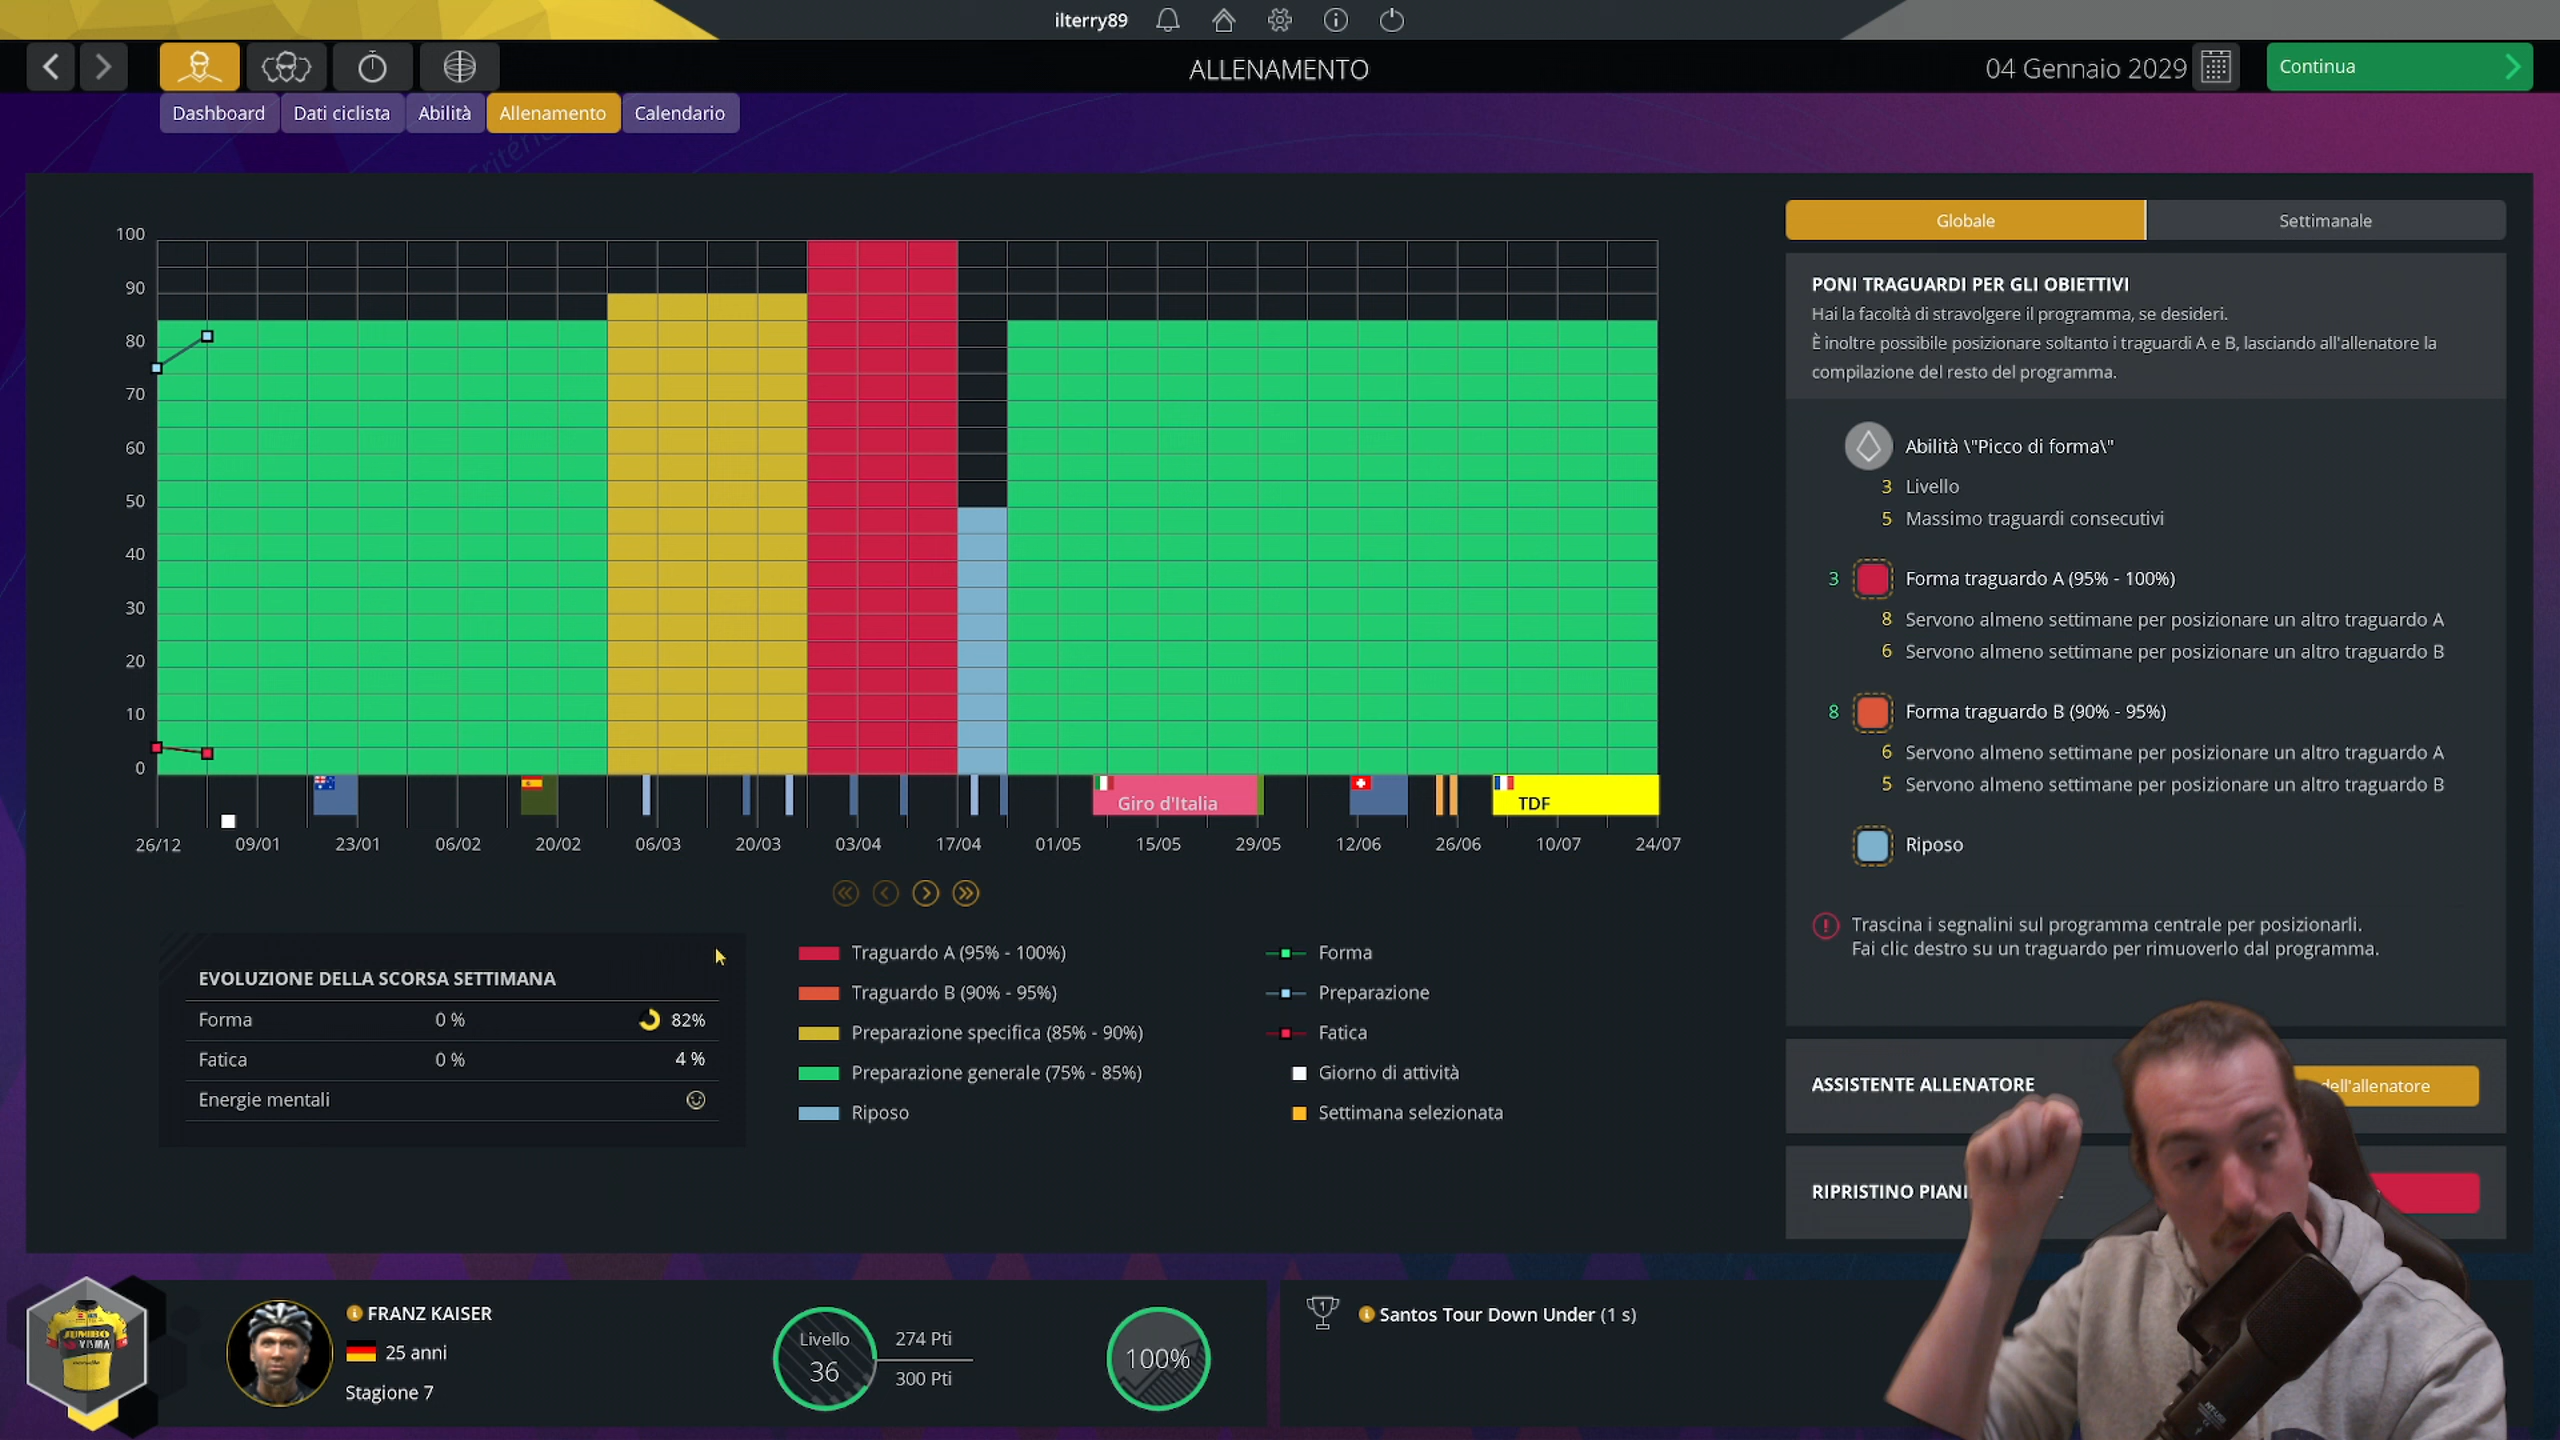 ilterry89
ALLENAMENTO
04 Gennaio 2029
Continua
Dashboard
Dati ciclista
Abilità
Allenamento
Calendario
100
90
80
70
60
50
40
30
20
10
0
Giro d'Italia
TDF
26/12
09/01
23/01
06/02
20/02
06/03
20/03
03/04
17/04
01/05
15/05
29/05
12/06
26/06
10/07
24/07
EVOLUZIONE DELLA SCORSA SETTIMANA
Forma 0 % 82%
Fatica 0 % 4 %
Energie mentali
Traguardo A (95% - 100%)
Traguardo B (90% - 95%)
Preparazione specifica (85% - 90%)
Preparazione generale (75% - 85%)
Riposo
Forma
Preparazione
Fatica
Giorno di attività
Settimana selezionata
Globale
Settimanale
PONI TRAGUARDI PER GLI OBIETTIVI
Hai la facoltà di stravolgere il programma, se desideri.
È inoltre possibile posizionare soltanto i traguardi A e B, lasciando all'allenatore la
compilazione del resto del programma.
Abilità \"Picco di forma\"
3 Livello
5 Massimo traguardi consecutivi
3 Forma traguardo A (95% - 100%)
8 Servono almeno settimane per posizionare un altro traguardo A
6 Servono almeno settimane per posizionare un altro traguardo B
8 Forma traguardo B (90% - 95%)
6 Servono almeno settimane per posizionare un altro traguardo A
5 Servono almeno settimane per posizionare un altro traguardo B
Riposo
Trascina i segnalini sul programma centrale per posizionarli.
Fai clic destro su un traguardo per rimuoverlo dal programma.
ASSISTENTE ALLENATORE
dell'allenatore
RIPRISTINO
JUMBO
VISMA
FRANZ KAISER
25 anni
Stagione 7
Livello
36
274 Pti
300 Pti
100%
Santos Tour Down Under (1 s)